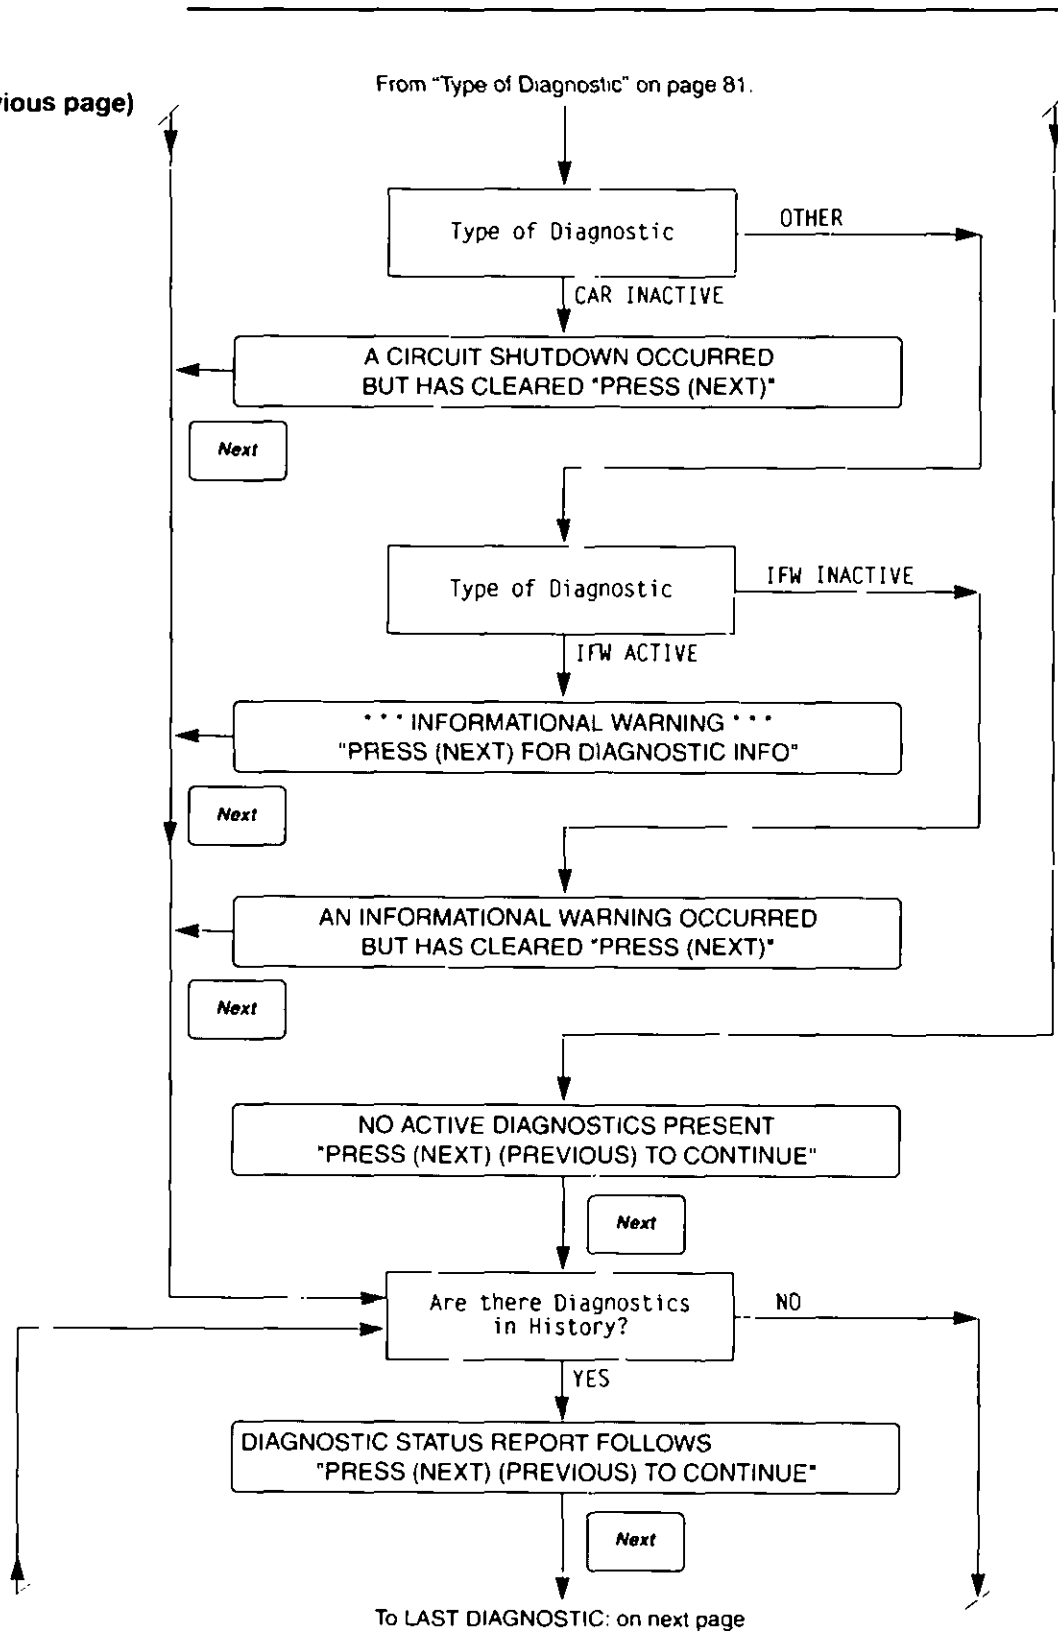 From "Type of Diagnostic" on page 81.
ious page)
Type of Diagnostic
OTHER
CAR INACTIVE
A CIRCUIT SHUTDOWN OCCURRED
BUT HAS CLEARED "PRESS (NEXT)"
Next
Type of Diagnostic
IFW INACTIVE
IFW ACTIVE
* * * INFORMATIONAL WARNING * * *
"PRESS (NEXT) FOR DIAGNOSTIC INFO"
Next
AN INFORMATIONAL WARNING OCCURRED
BUT HAS CLEARED "PRESS (NEXT)"
Next
NO ACTIVE DIAGNOSTICS PRESENT
"PRESS (NEXT) (PREVIOUS) TO CONTINUE"
Next
Are there Diagnostics
in History?
NO
YES
DIAGNOSTIC STATUS REPORT FOLLOWS
"PRESS (NEXT) (PREVIOUS) TO CONTINUE"
Next
To LAST DIAGNOSTIC: on next page